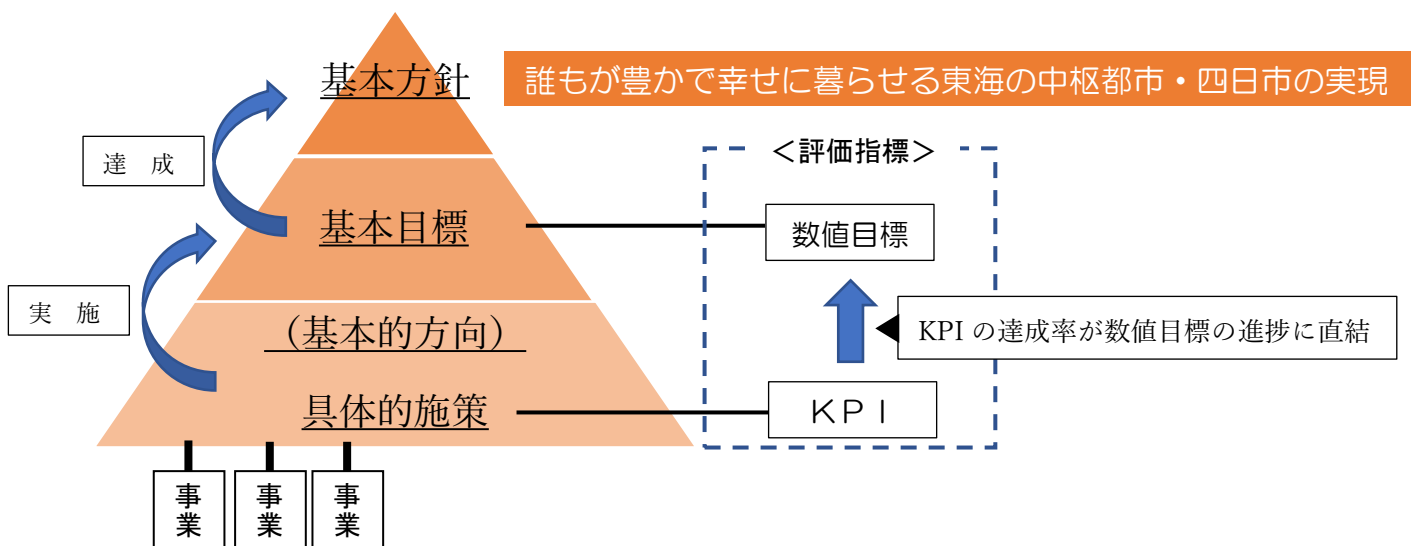 基本方針
誰もが豊かで幸せに暮らせる東海の中枢都市・四日市の実現
達 成
＜評価指標＞
基本目標
数値目標
実 施
（基本的方向）
KPI の達成率が数値目標の進捗に直結
具体的施策
ＫＰＩ
事業
事業
事業